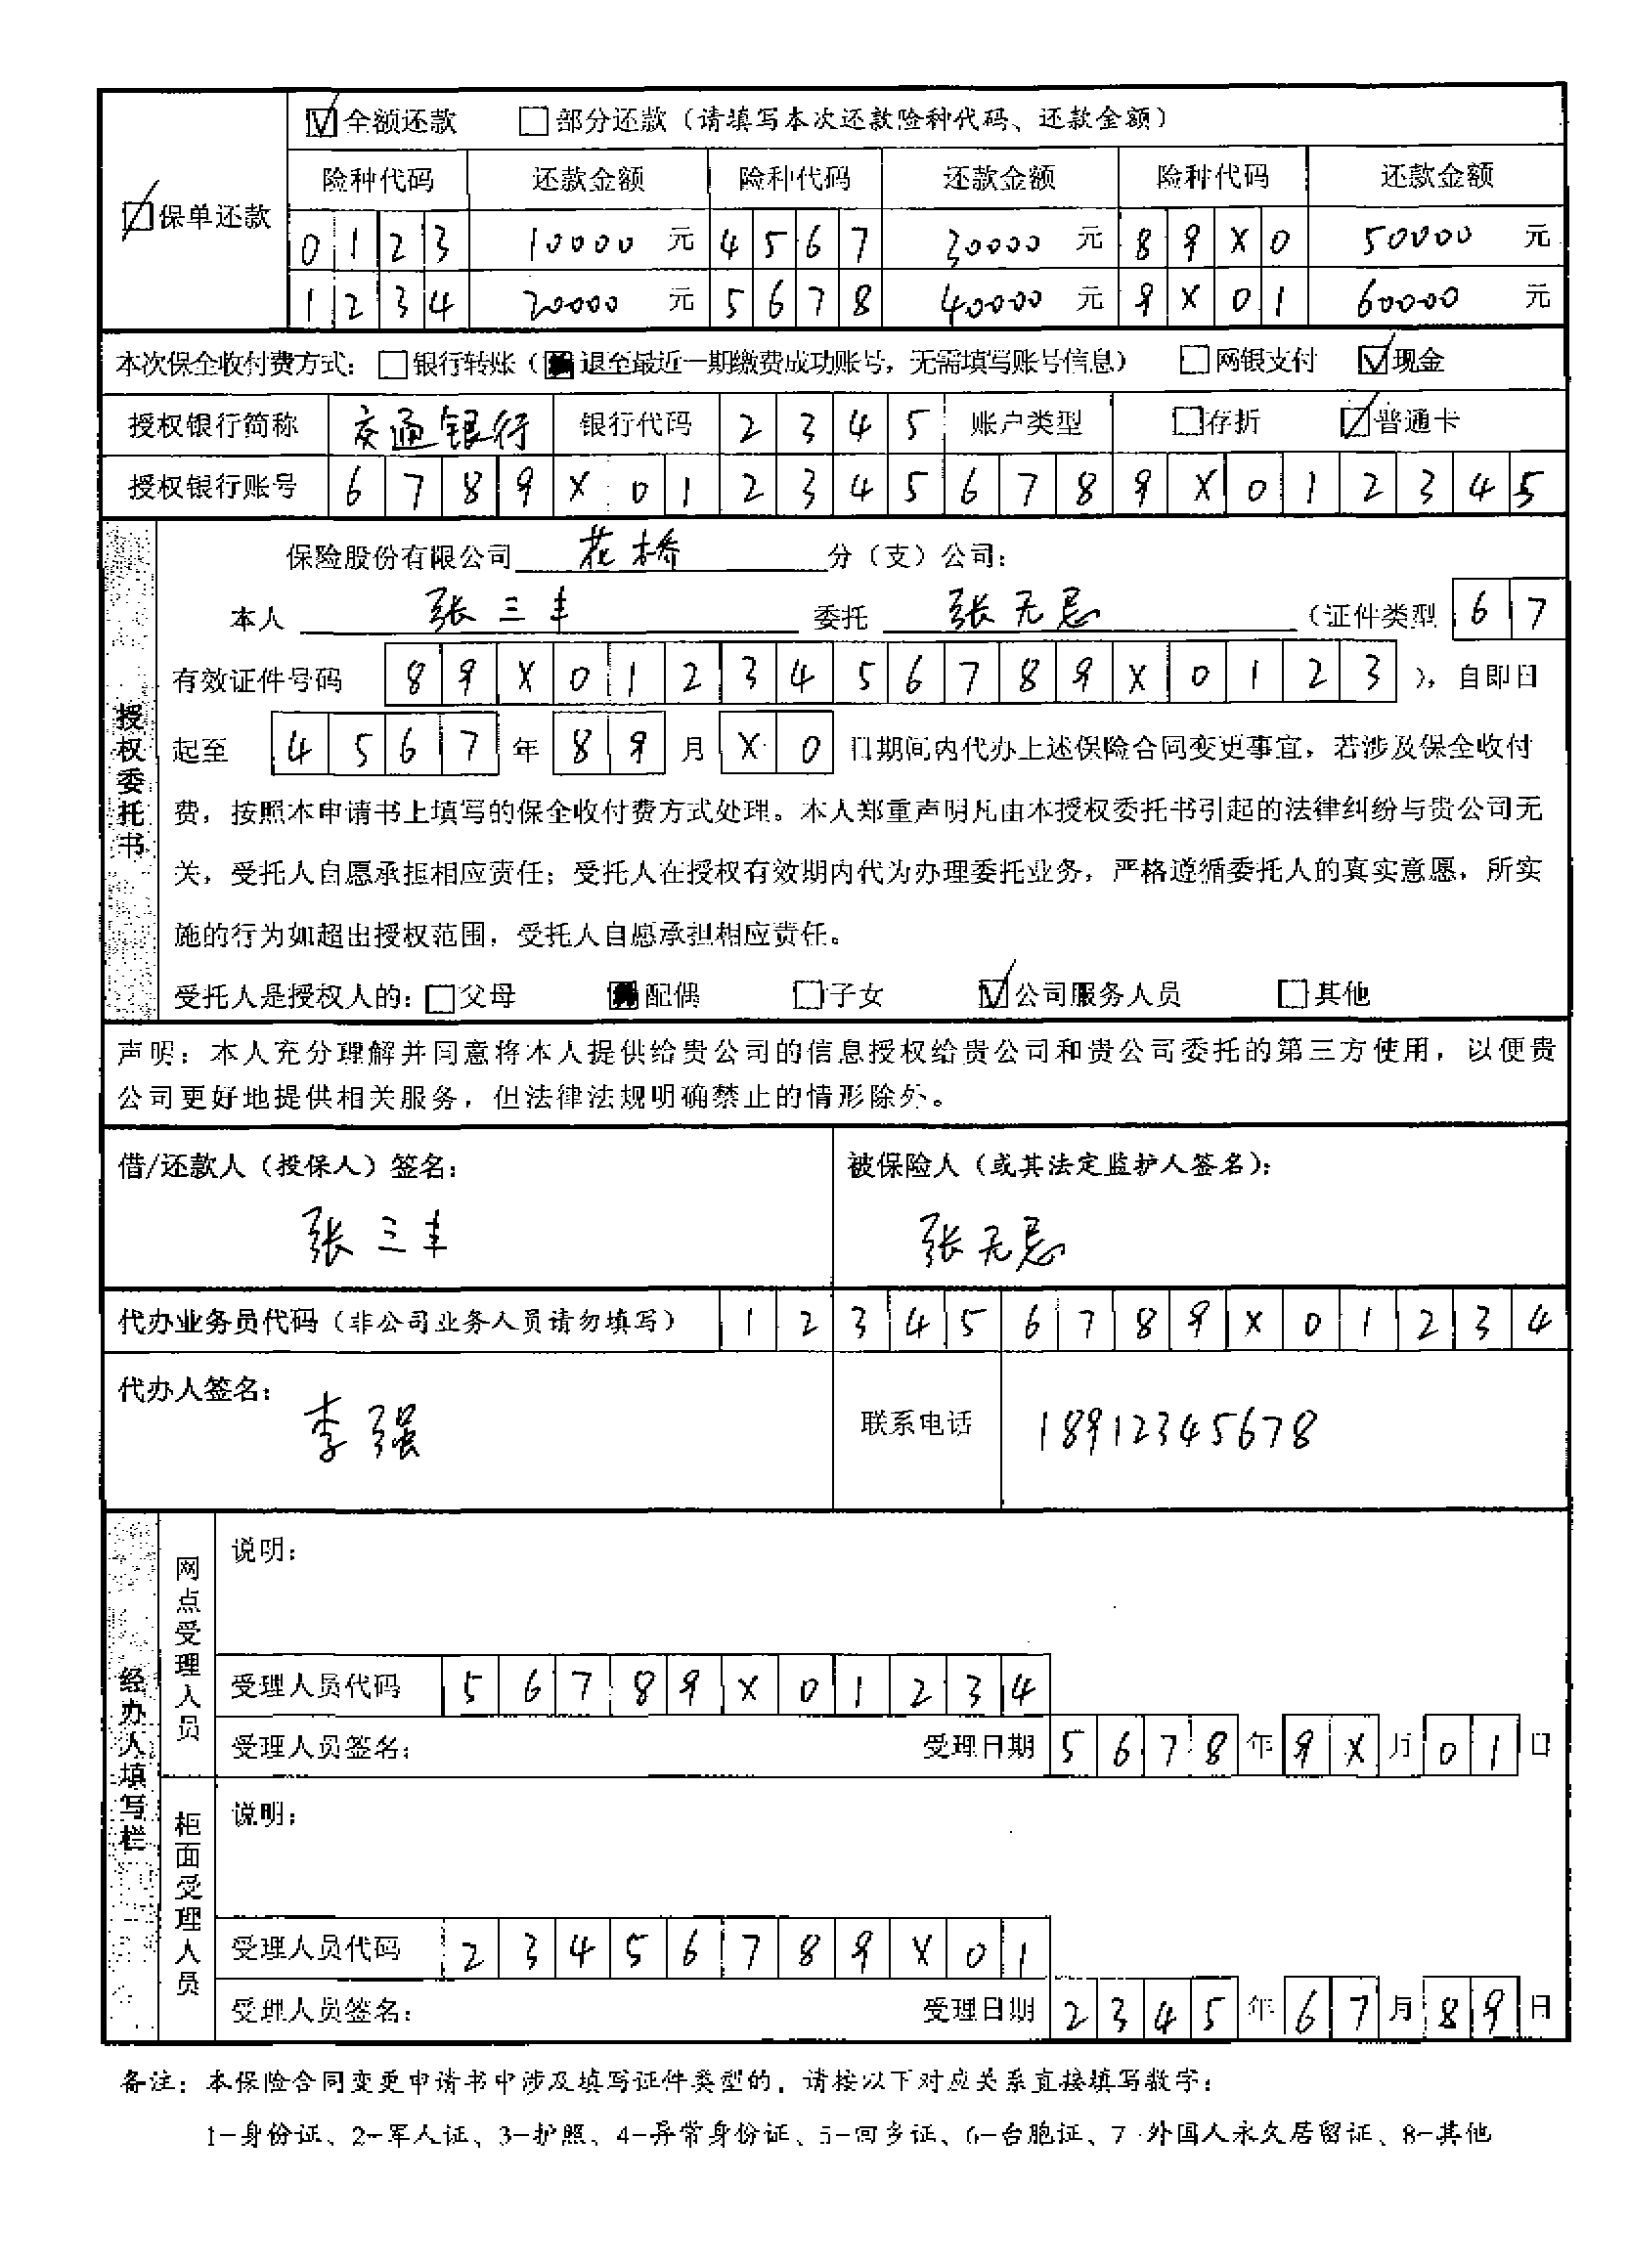 ☑全额还款 ☐部分还款（请填写本次还款险种代码、还款金额）
☑保单还款
险种代码 还款金额 险种代码 还款金额 险种代码 还款金额
0123 10000 元 4567 30000 元 89X0 50000 元
1234 20000 元 5678 40000 元 9X01 60000 元
本次保全收付费方式：☐银行转账（■退至最近一期缴费成功账号，无需填写账号信息） ☐网银支付 ☑现金
授权银行简称 交通银行 银行代码 2345 账户类型 ☐存折 ☑普通卡
授权银行账号 6789X0123456789X012345
授权委托书
保险股份有限公司 花桥 分（支）公司：
本人 张三丰 委托 张无忌 （证件类型 67
有效证件号码 89X0123456789X0123 ），自即日
起至 4567 年 89 月 X0 日期间内代办上述保险合同变更事宜，若涉及保全收付
费，按照本申请书上填写的保全收付费方式处理。本人郑重声明凡由本授权委托书引起的法律纠纷与贵公司无
关，受托人自愿承担相应责任；受托人在授权有效期内代为办理委托业务，严格遵循委托人的真实意愿，所实
施的行为如超出授权范围，受托人自愿承担相应责任。
受托人是授权人的：☐父母 ■配偶 ☐子女 ☑公司服务人员 ☐其他
声明：本人充分理解并同意将本人提供给贵公司的信息授权给贵公司和贵公司委托的第三方使用，以便贵
公司更好地提供相关服务，但法律法规明确禁止的情形除外。
借/还款人（投保人）签名： 被保险人（或其法定监护人签名）：
张三丰 张无忌
代办业务员代码（非公司业务人员请勿填写） 123456789X01234
代办人签名： 李强 联系电话 18912345678
经办人填写栏
网点受理人员
说明：
受理人员代码 56789X01234
受理人员签名： 受理日期 5678 年 9X 月 01 日
柜面受理人员
说明：
受理人员代码 23456789X01
受理人员签名： 受理日期 2345 年 67 月 89 日
备注：本保险合同变更申请书中涉及填写证件类型的，请按以下对应关系直接填写数字：
1-身份证、2-军人证、3-护照、4-异常身份证、5-回乡证、6-台胞证、7-外国人永久居留证、8-其他